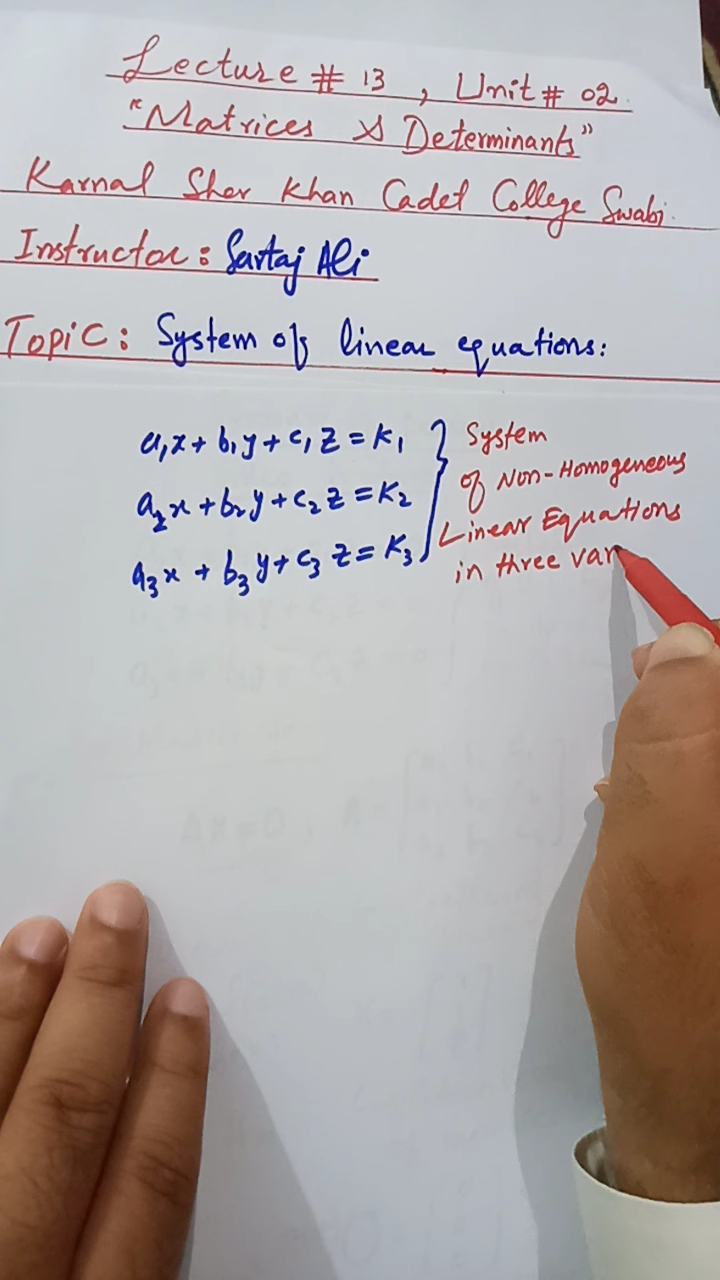 Lecture # 13, Unit # 02.
"Matrices & Determinants"
Karnal Sher Khan Cadet College Swabi.
Instructor: Sartaj Ali
Topic: System of linear equations:
a₁x + b₁y + c₁z = K₁
a₂x + b₂y + c₂z = K₂
a₃x + b₃y + c₃z = K₃
System
of Non-Homogeneous
Linear Equations
in three var